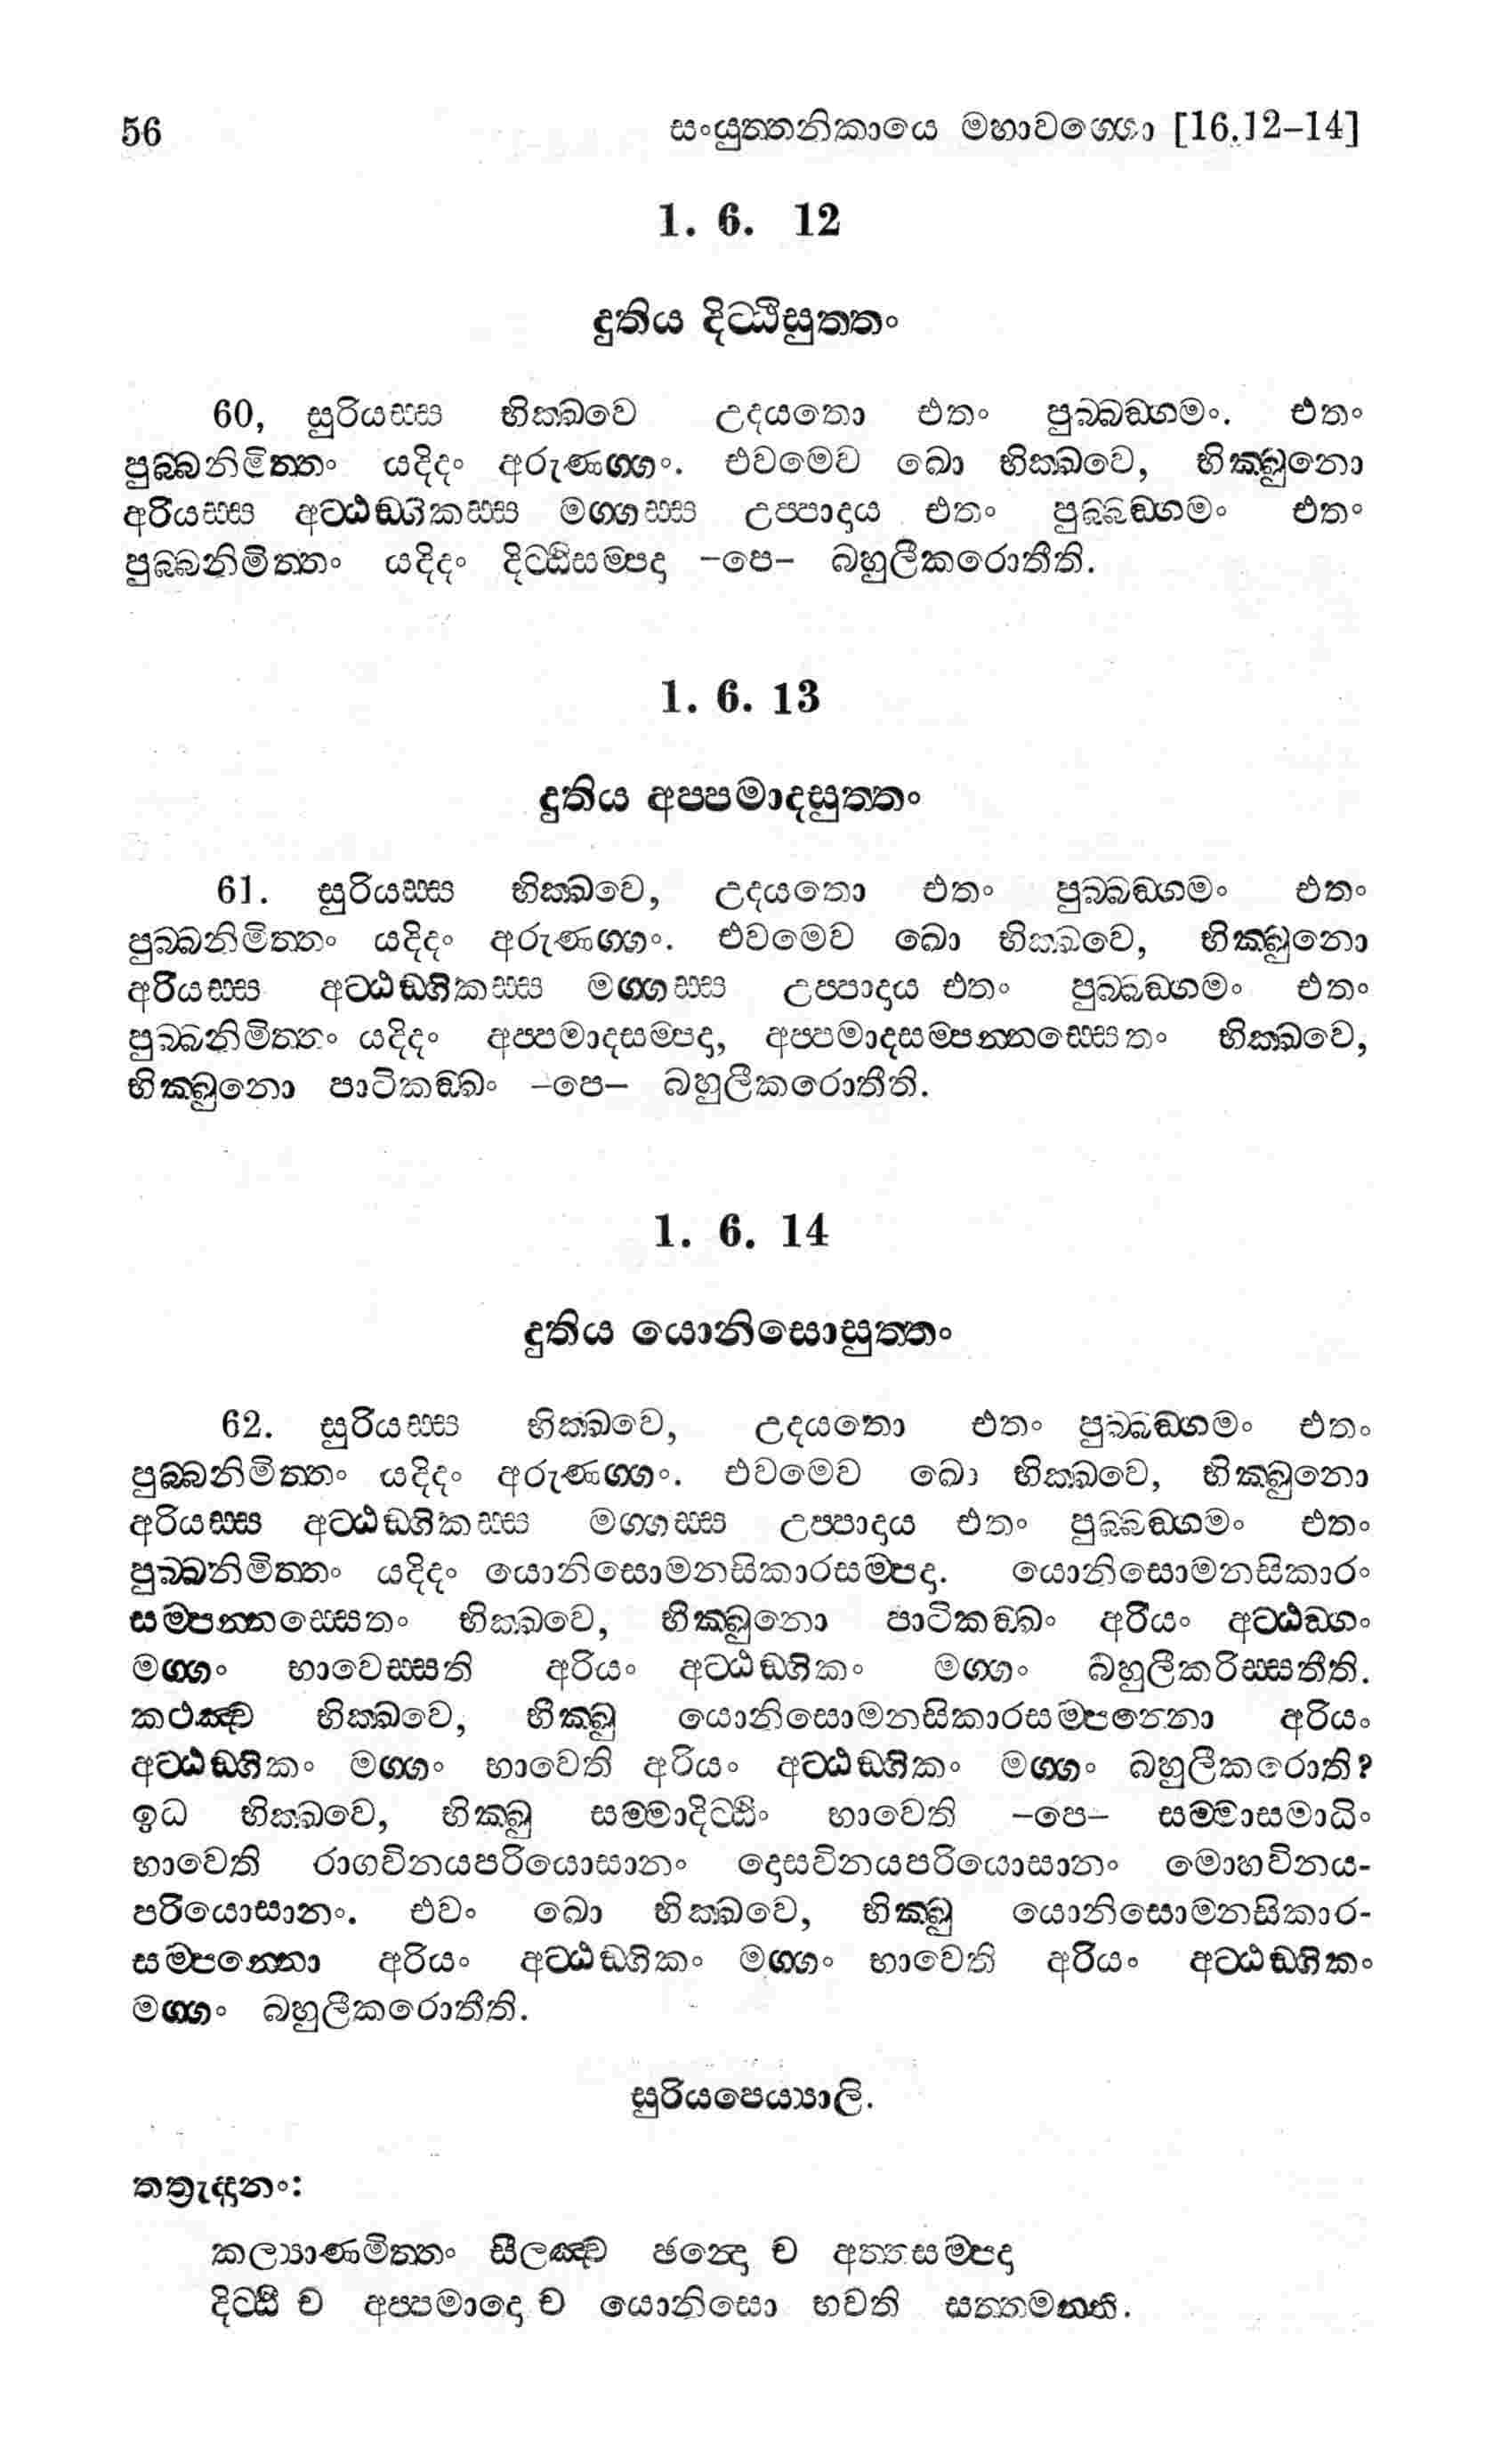 56 සංයුත්තනිකායෙ මහාවග්ගො [16.12–14]
1. 6. 12
දුතිය දිට්ඨිසුත්තං
60, සුරියස්ස භික්ඛවෙ උදයතො එතං පුබ්බඞ්ගමං. එතං
පුබ්බනිමිත්තං යදිදං අරුණග්ගං. එවමෙව ඛො භික්ඛවෙ, භික්ඛුනො
අරියස්ස අට්ඨඞ්ගිකස්ස මග්ගස්ස උප්පාදාය එතං පුබ්බඞ්ගමං එතං
පුබ්බනිමිත්තං යදිදං දිට්ඨිසම්පදා –පෙ– බහුලීකරොතීති.
1. 6. 13
දුතිය අප්පමාදසුත්තං
61. සුරියස්ස භික්ඛවෙ, උදයතො එතං පුබ්බඞ්ගමං එතං
පුබ්බනිමිත්තං යදිදං අරුණග්ගං. එවමෙව ඛො භික්ඛවෙ, භික්ඛුනො
අරියස්ස අට්ඨඞ්ගිකස්ස මග්ගස්ස උප්පාදාය එතං පුබ්බඞ්ගමං එතං
පුබ්බනිමිත්තං යදිදං අප්පමාදසම්පදා, අප්පමාදසම්පන්නස්සෙතං භික්ඛවෙ,
භික්ඛුනො පාටිකඞ්ඛං –පෙ– බහුලීකරොතීති.
1. 6. 14
දුතිය යොනිසොසුත්තං
62. සුරියස්ස භික්ඛවෙ, උදයතො එතං පුබ්බඞ්ගමං එතං
පුබ්බනිමිත්තං යදිදං අරුණග්ගං. එවමෙව ඛො භික්ඛවෙ, භික්ඛුනො
අරියස්ස අට්ඨඞ්ගිකස්ස මග්ගස්ස උප්පාදාය එතං පුබ්බඞ්ගමං එතං
පුබ්බනිමිත්තං යදිදං යොනිසොමනසිකාරසම්පදා. යොනිසොමනසිකාරං
සම්පන්නස්සෙතං භික්ඛවෙ, භික්ඛුනො පාටිකඞ්ඛං අරියං අට්ඨඞ්ගං
මග්ගං භාවෙස්සති අරියං අට්ඨඞ්ගිකං මග්ගං බහුලීකරිස්සතීති.
කථඤ්ච භික්ඛවෙ, භීක්ඛු යොනිසොමනසිකාරසම්පන්නො අරියං
අට්ඨඞ්ගිකං මග්ගං භාවෙති අරියං අට්ඨඞ්ගිකං මග්ගං බහුලීකරොති?
ඉධ භික්ඛවෙ, භික්ඛු සම්මාදිට්ඨිං භාවෙති –පෙ– සම්මාසමාධිං
භාවෙති රාගවිනයපරියොසානං දොසවිනයපරියොසානං මොහවිනය-
පරියොසානං. එවං ඛො භික්ඛවෙ, භික්ඛු යොනිසොමනසිකාර-
සම්පන්නො අරියං අට්ඨඞ්ගිකං මග්ගං භාවෙති අරියං අට්ඨඞ්ගිකං
මග්ගං බහුලීකරොතීති.
සුරියපෙය්‍යාලි.
තත්‍රැද්දානං:
කල්‍යාණමිත්තං සීලඤ්ච ඡන්දො ච අත්තසම්පදා
දිට්ඨී ච අප්පමාදො ච යොනිසො භවති සත්තමන්ති.